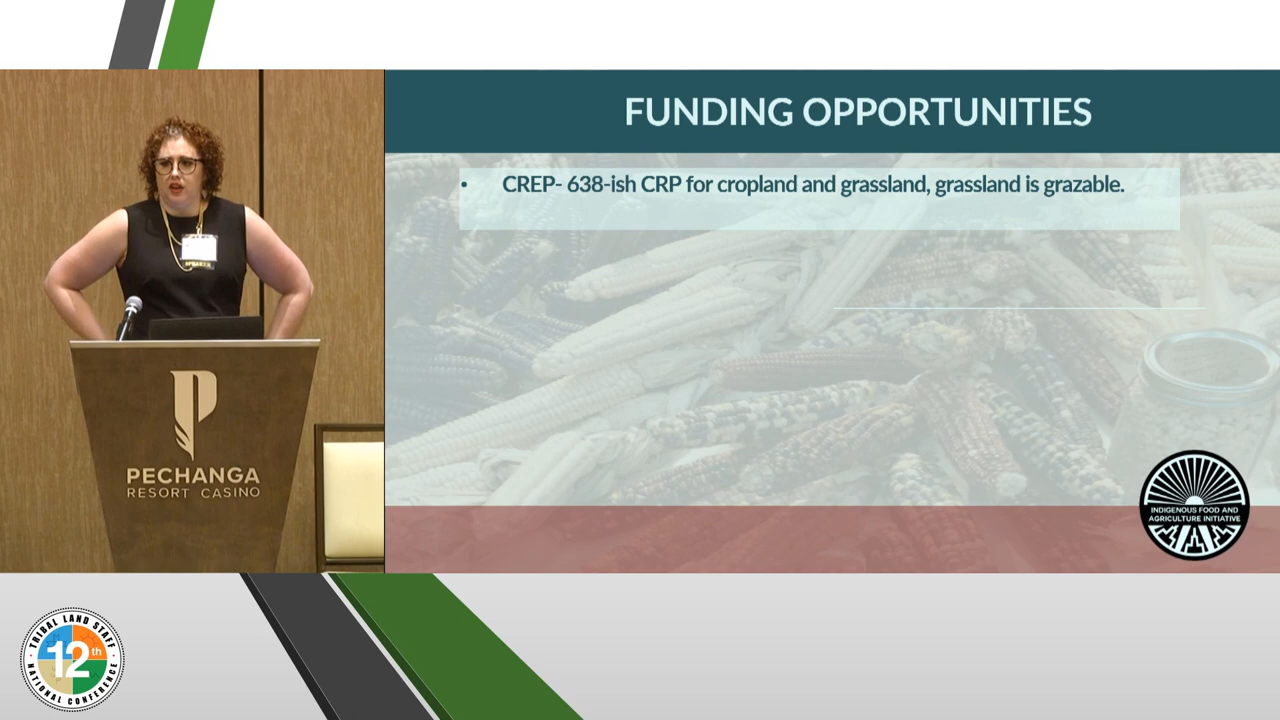 FUNDING OPPORTUNITIES
• CREP- 638-ish CRP for cropland and grassland, grassland is grazable.
SPEAKER
PECHANGA
RESORT CASINO
INDIGENOUS FOOD AND
AGRICULTURE INITIATIVE
TRIBAL LAND STAFF
12th
NATIONAL CONFERENCE